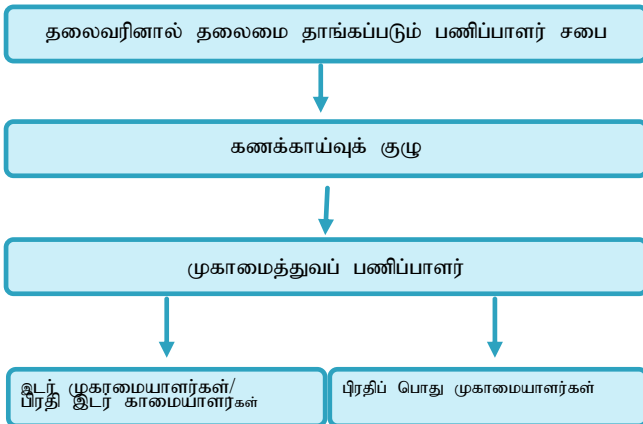 தலைவரினால் தலைமை தாங்கப்படும் பணிப்பாளர் சபை
கணக்காய்வுக் குழு
முகாமைத்துவப் பணிப்பாளர்
இடர் முகாமையாளர்கள்/
பிரதி இடர் காமையாளர்கள்
பிரதிப் பொது முகாமையாளர்கள்